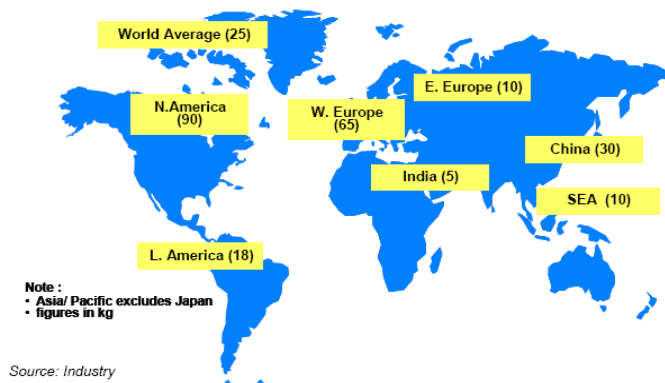 World Average (25)
N.America
(90)
W. Europe
(65)
E. Europe (10)
China (30)
India (5)
SEA (10)
L. America (18)
Note :
• Asia/ Pacific excludes Japan
• figures in kg
Source: Industry